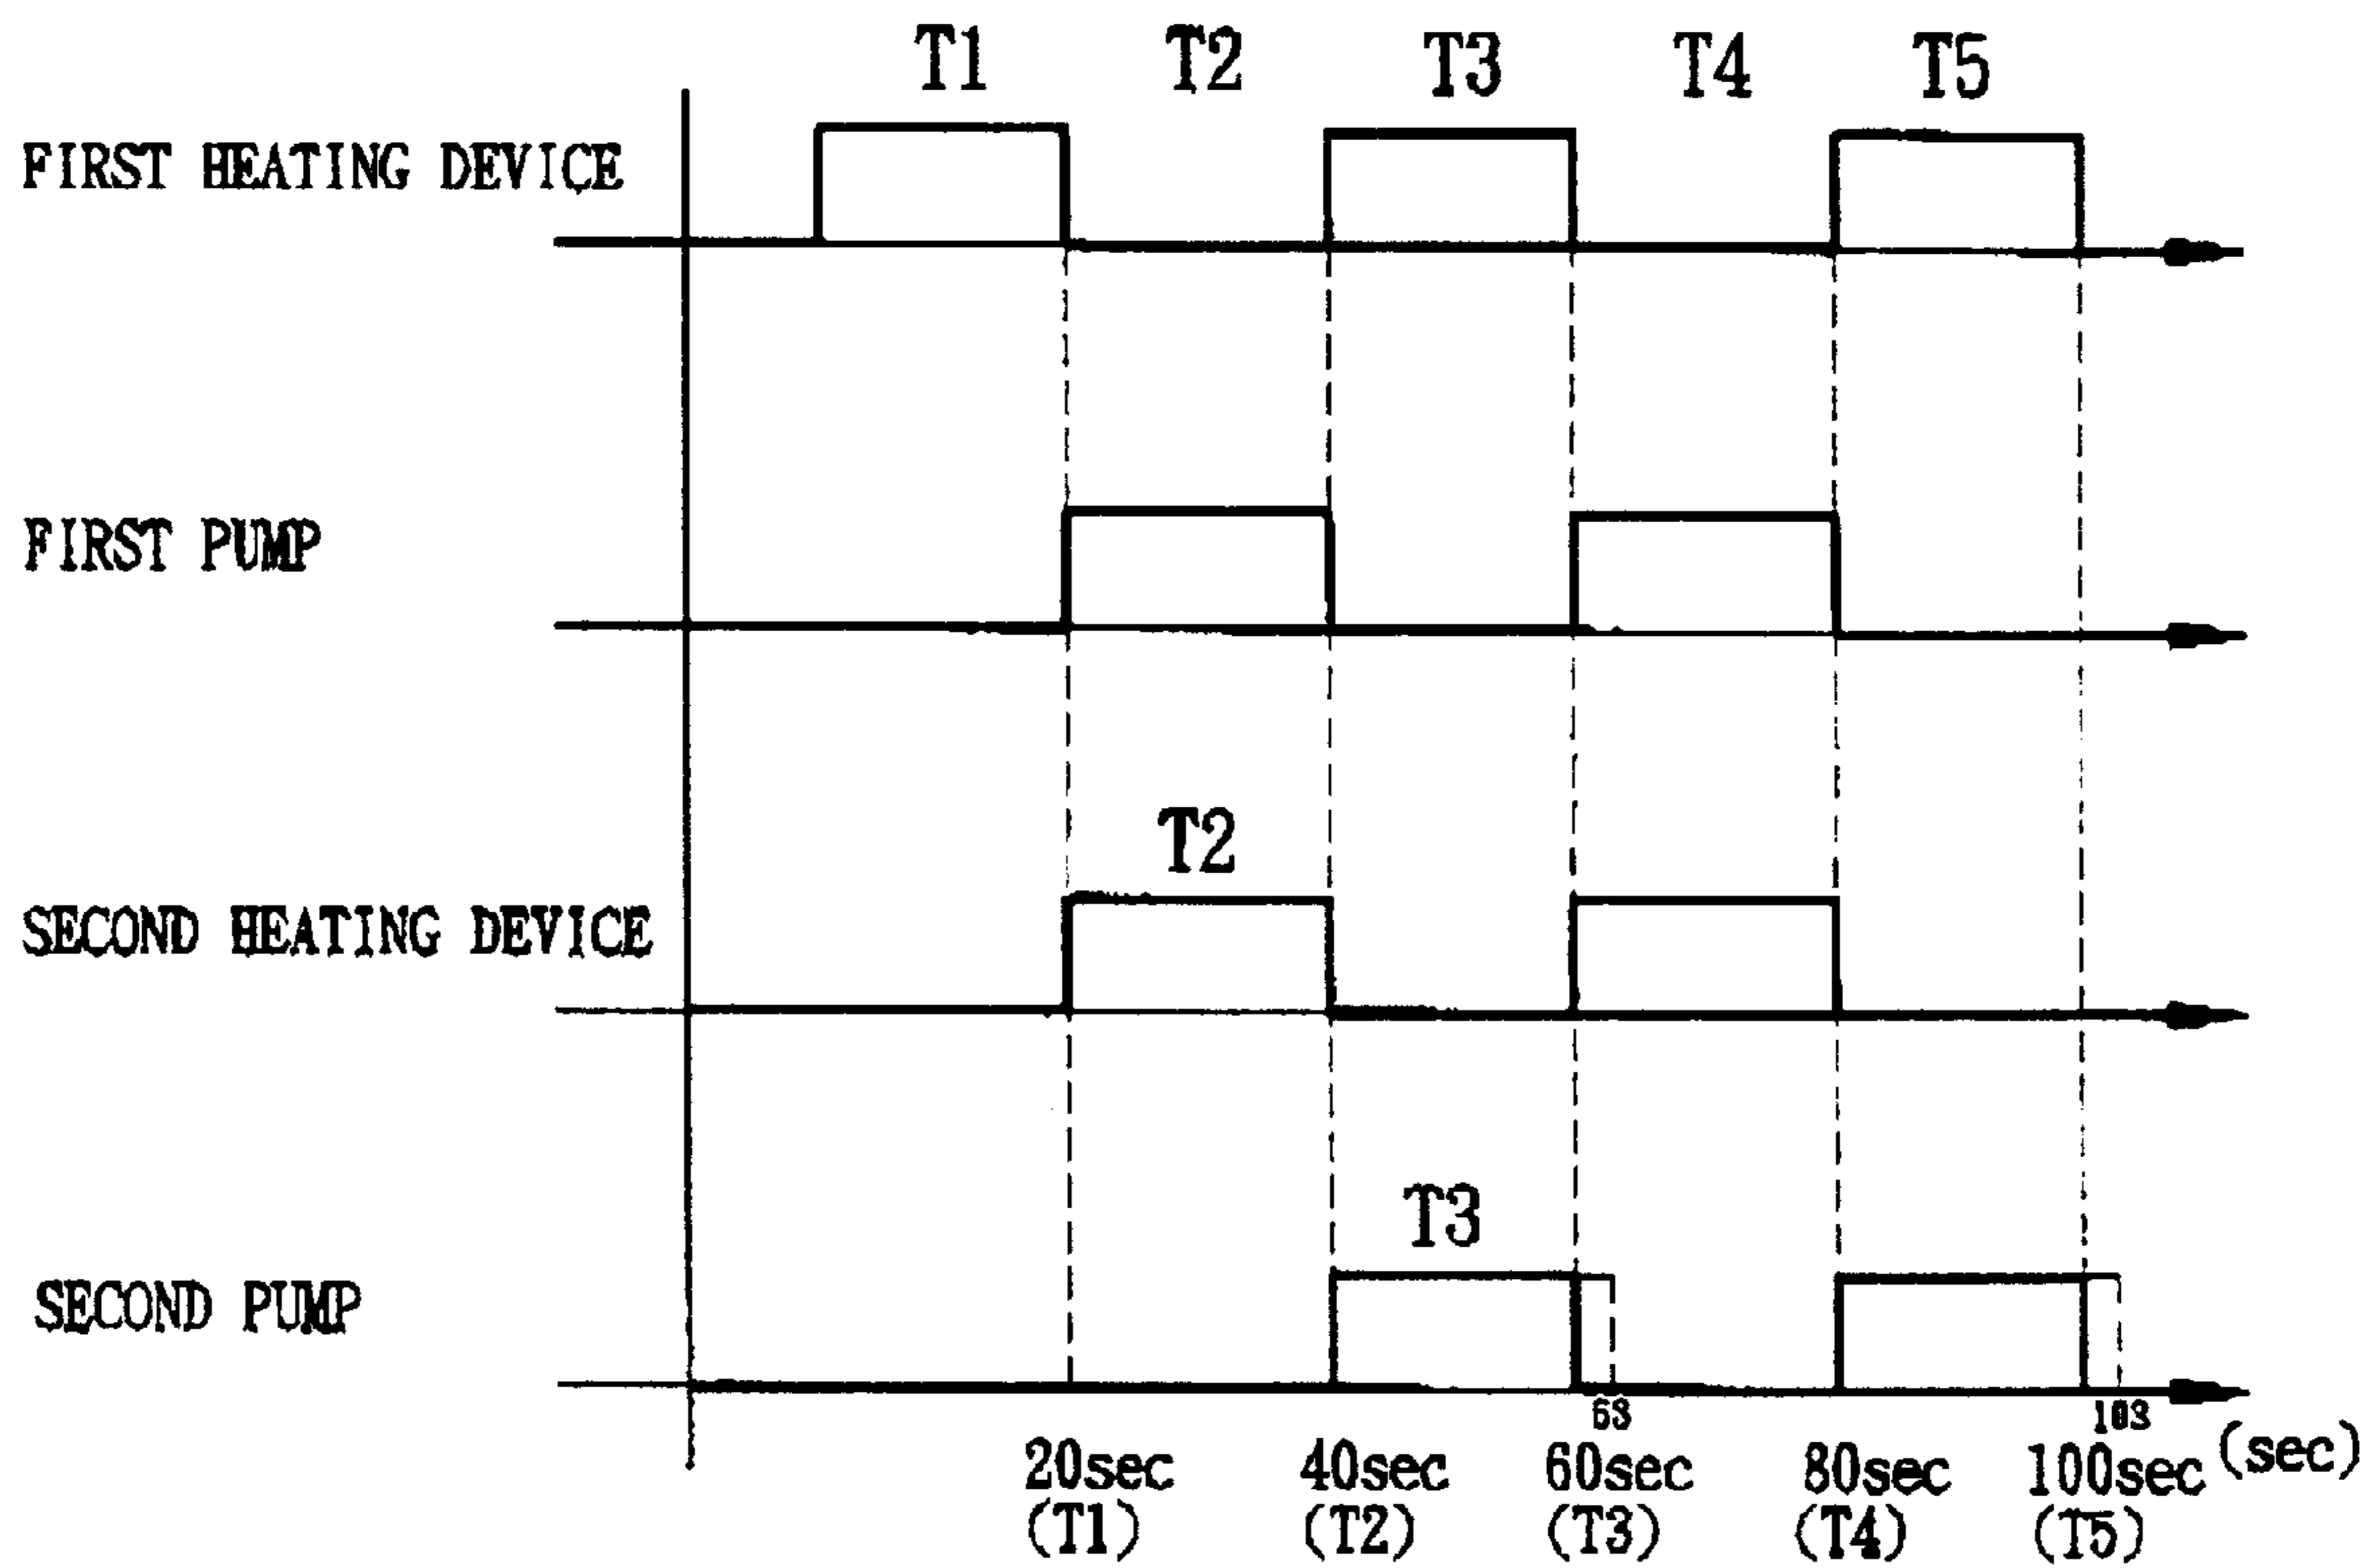 T1 T2 T3 T4 T5
FIRST HEATING DEVICE
FIRST PUMP
T2
SECOND HEATING DEVICE
T3
SECOND PUMP
63 103
20sec 40sec 60sec 80sec 100sec (sec)
(T1) (T2) (T3) (T4) (T5)